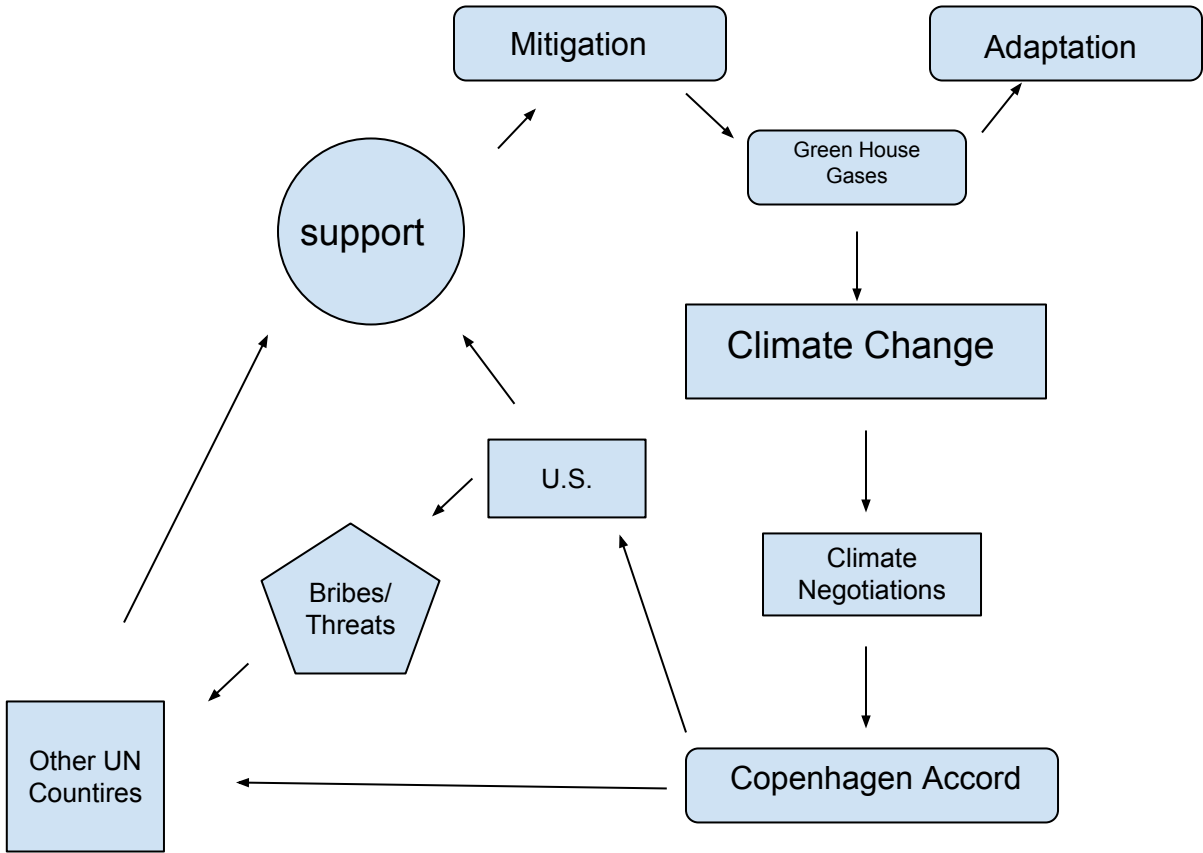 Mitigation
Adaptation
Green House
Gases
support
Climate Change
U.S.
Climate
Negotiations
Bribes/
Threats
Other UN
Countires
Copenhagen Accord